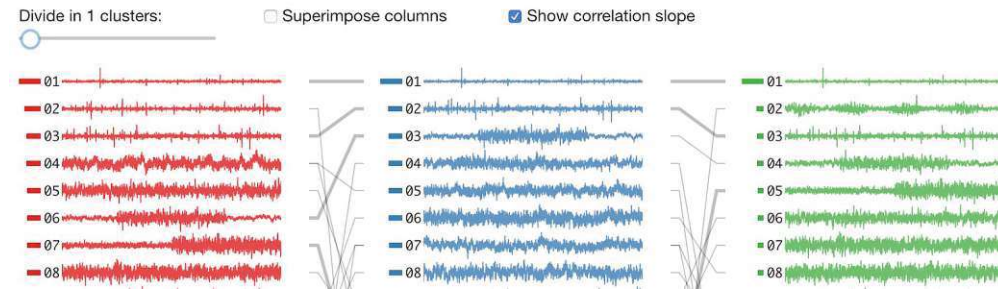 Divide in 1 clusters: Superimpose columns Show correlation slope
01 01 01
02 02 02
03 03 03
04 04 04
05 05 05
06 06 06
07 07 07
08 08 08